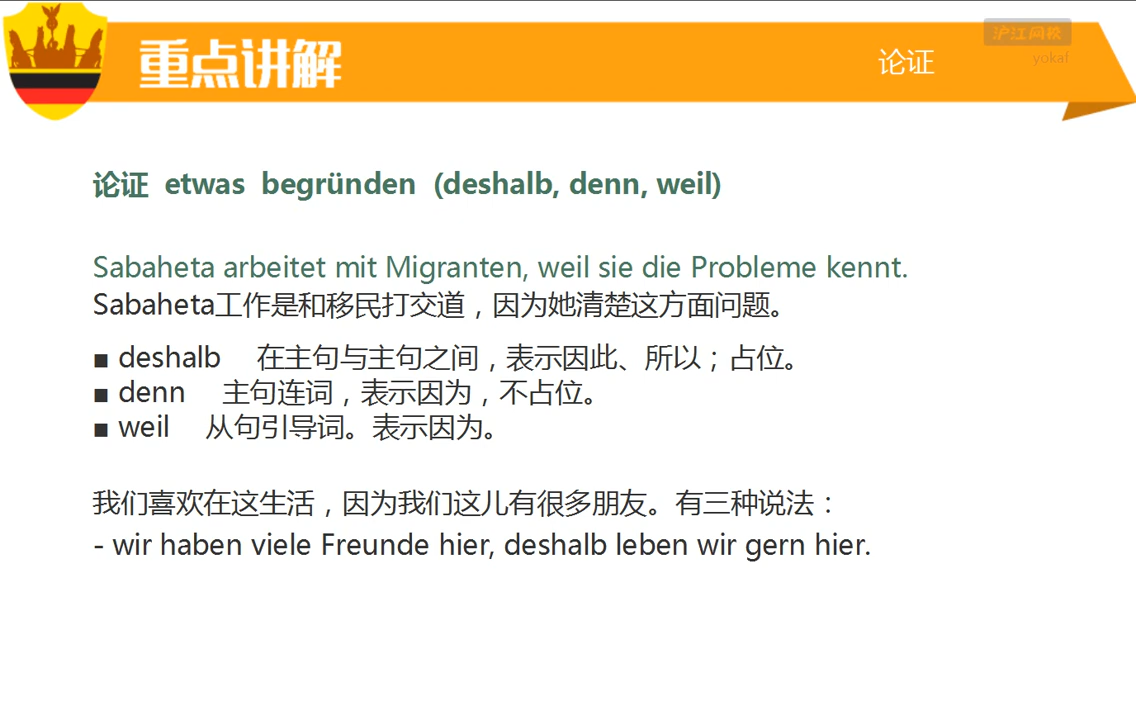 重点讲解
论证
沪江网校
yokaf
论证 etwas begründen (deshalb, denn, weil)
Sabaheta arbeitet mit Migranten, weil sie die Probleme kennt.
Sabaheta工作是和移民打交道，因为她清楚这方面问题。
■ deshalb 在主句与主句之间，表示因此、所以；占位。
■ denn 主句连词，表示因为，不占位。
■ weil 从句引导词。表示因为。
我们喜欢在这生活，因为我们这儿有很多朋友。有三种说法：
- wir haben viele Freunde hier, deshalb leben wir gern hier.